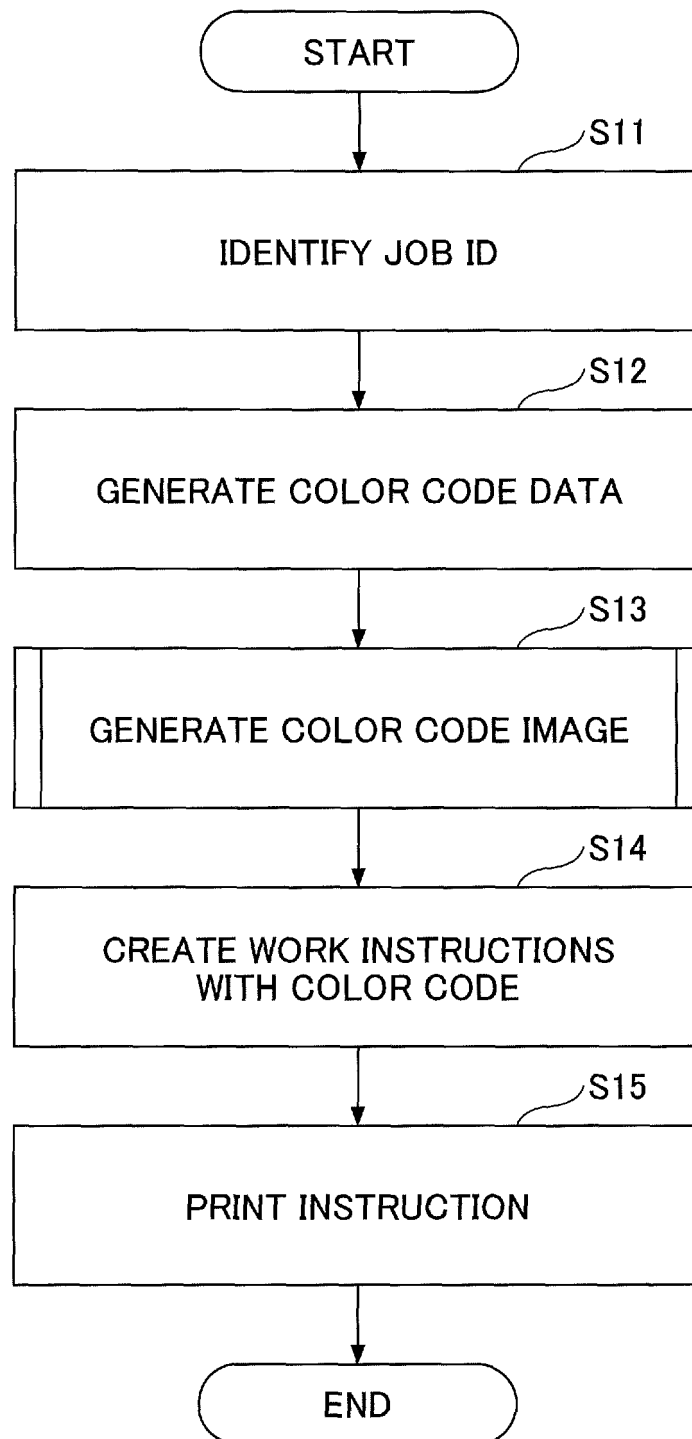 START
S11
IDENTIFY JOB ID
S12
GENERATE COLOR CODE DATA
S13
GENERATE COLOR CODE IMAGE
S14
CREATE WORK INSTRUCTIONS
WITH COLOR CODE
S15
PRINT INSTRUCTION
END